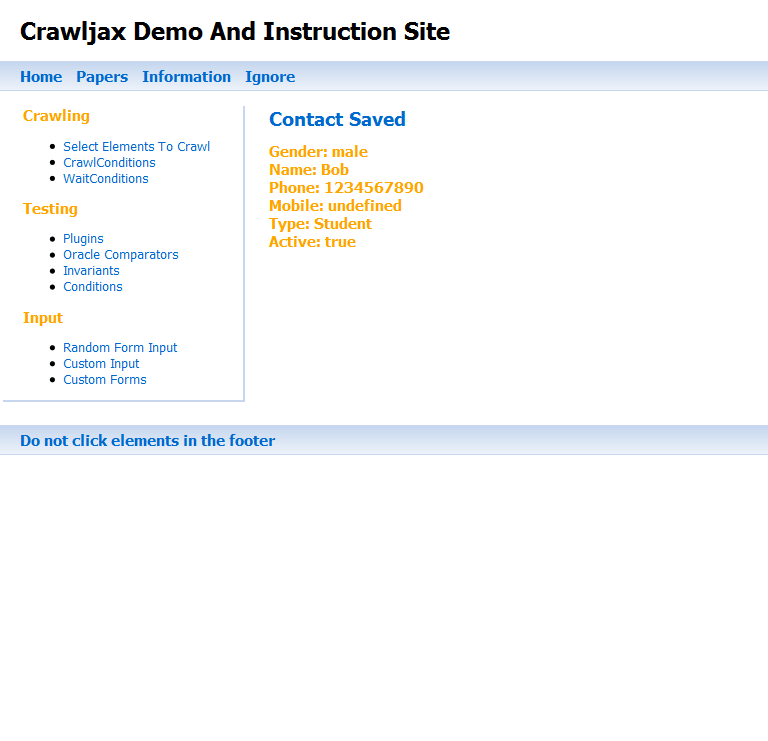 Crawljax Demo And Instruction Site
Home Papers Information Ignore
Crawling
Select Elements To Crawl
CrawlConditions
WaitConditions
Testing
Plugins
Oracle Comparators
Invariants
Conditions
Input
Random Form Input
Custom Input
Custom Forms
Contact Saved
Gender: male
Name: Bob
Phone: 1234567890
Mobile: undefined
Type: Student
Active: true
Do not click elements in the footer